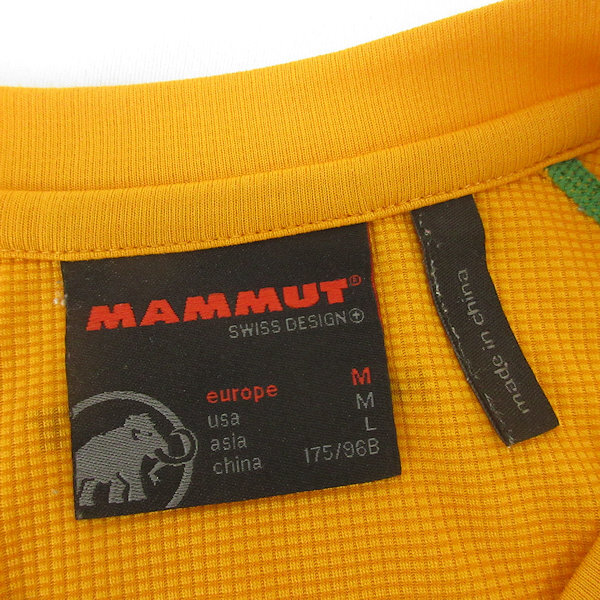 MAMMUT®
SWISS DESIGN
europe M
usa M
asia L
china 175/96B
made in china